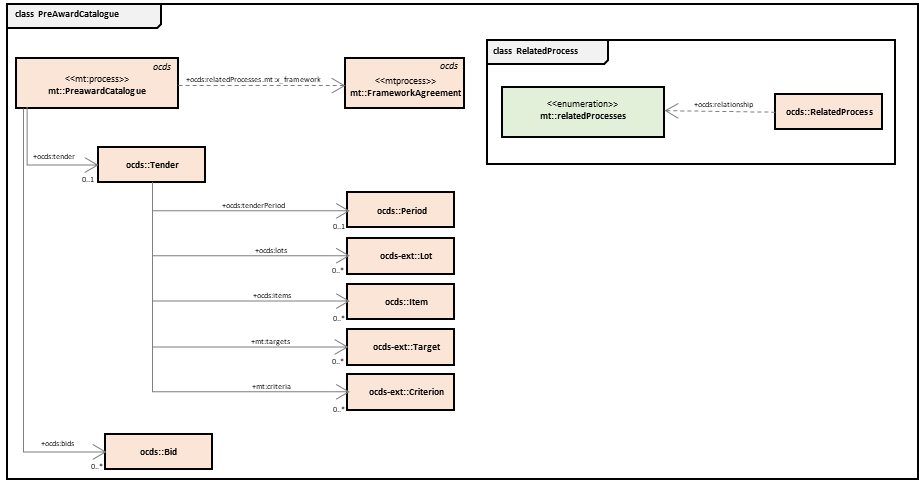 class PreAwardCatalogue
class RelatedProcess
ocds
<<mt:process>>
mt::PreawardCatalogue
+ocds:relatedProcesses.mt:x_framework
ocds
<<mtprocess>>
mt::FrameworkAgreement
<<enumeration>>
mt::relatedProcesses
+ocds:relationship
ocds::RelatedProcess
+ocds:tender
0..1
ocds::Tender
+ocds:tenderPeriod
0..1
ocds::Period
+ocds:lots
0..*
ocds-ext::Lot
+ocds:items
0..*
ocds::Item
+mt:targets
0..*
ocds-ext::Target
+mt:criteria
0..*
ocds-ext::Criterion
+ocds:bids
0..*
ocds::Bid